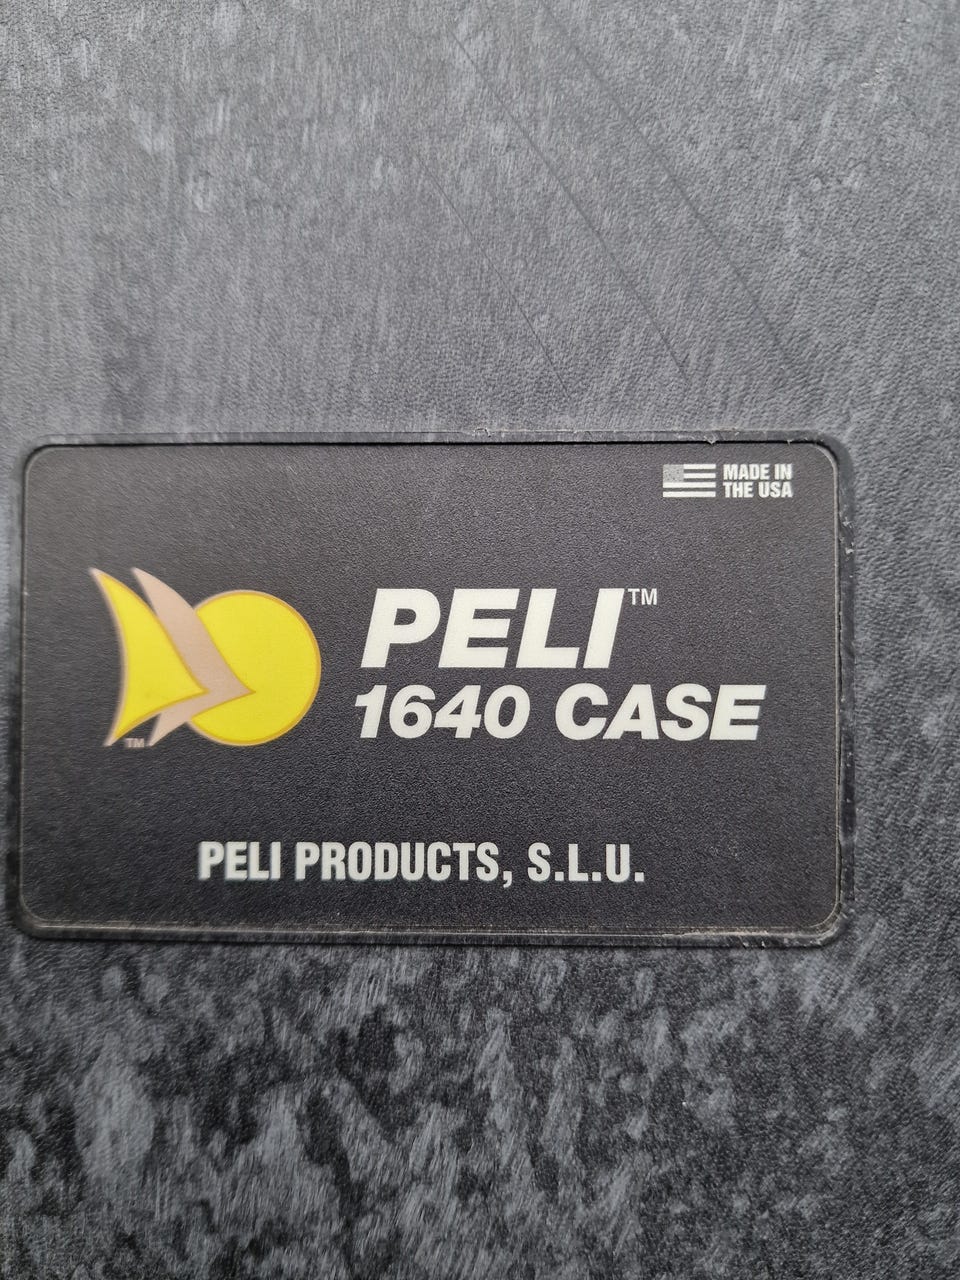 MADE IN
THE USA
PELI™
1640 CASE
TM
PELI PRODUCTS, S.L.U.